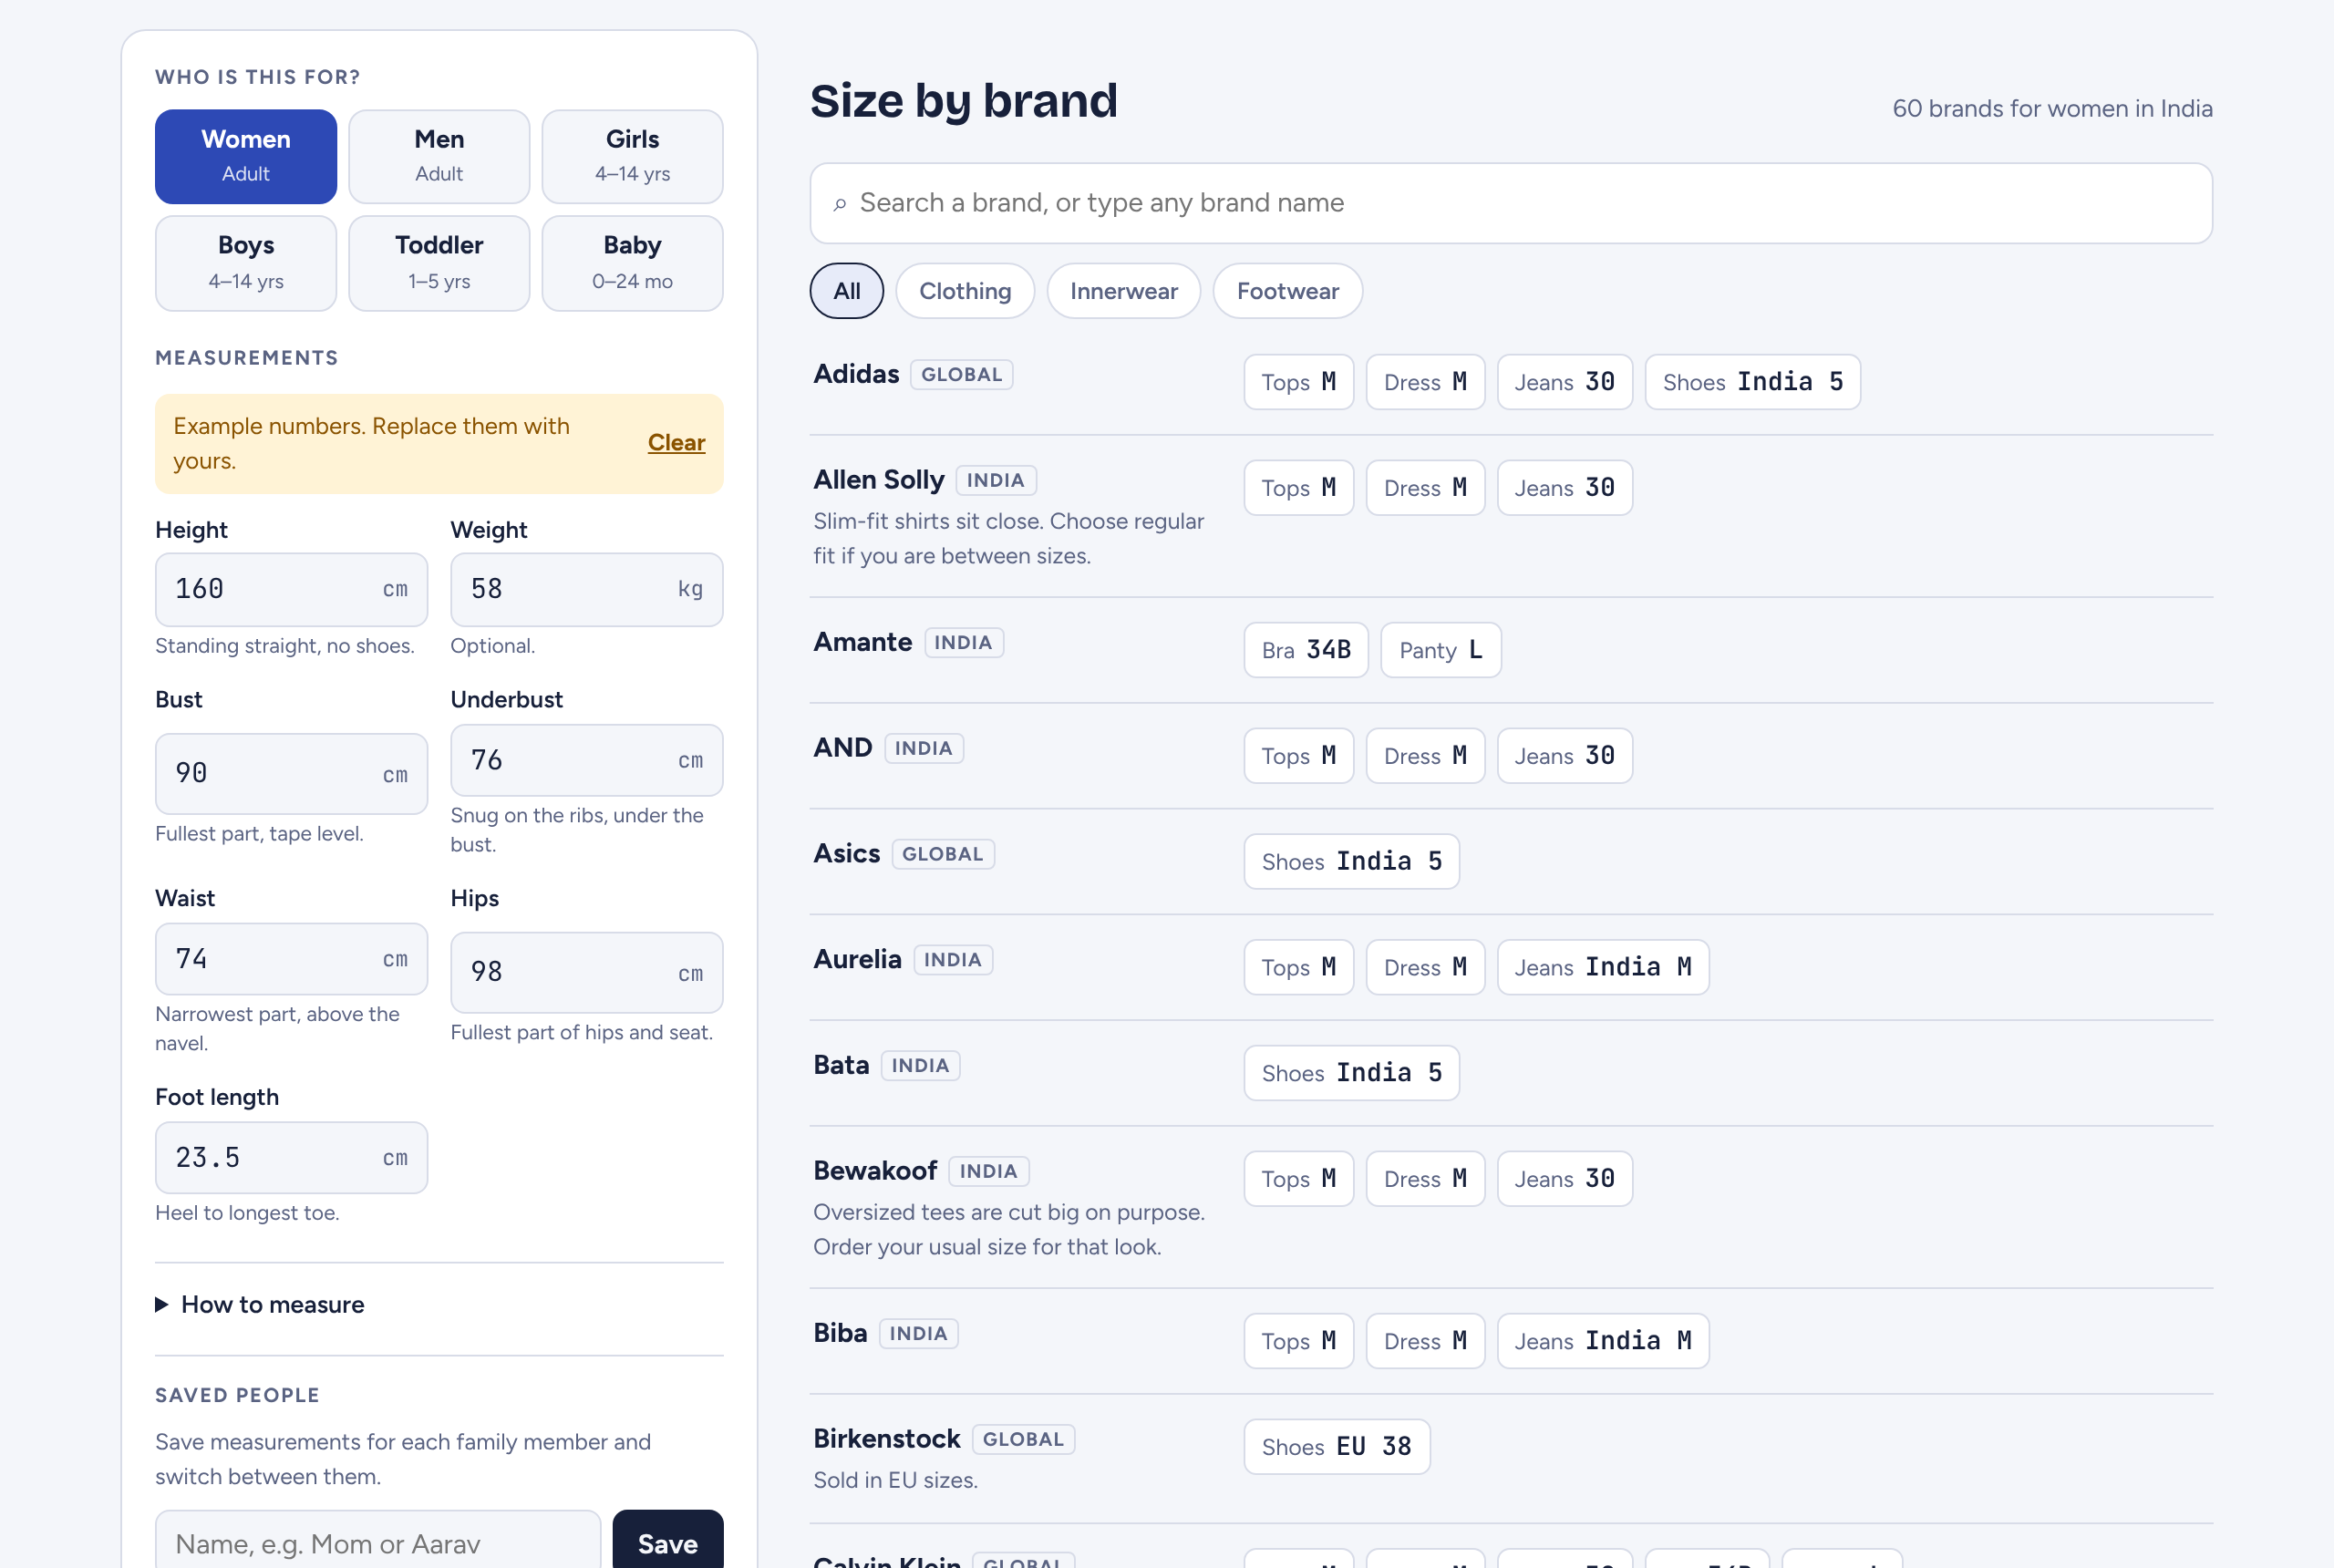 WHO IS THIS FOR?
Women
Adult
Men
Adult
Girls
4–14 yrs
Boys
4–14 yrs
Toddler
1–5 yrs
Baby
0–24 mo
MEASUREMENTS
Example numbers. Replace them with
yours.
Clear
Height
160 cm
Standing straight, no shoes.
Weight
58 kg
Optional.
Bust
90 cm
Fullest part, tape level.
Underbust
76 cm
Snug on the ribs, under the
bust.
Waist
74 cm
Narrowest part, above the
navel.
Hips
98 cm
Fullest part of hips and seat.
Foot length
23.5 cm
Heel to longest toe.
How to measure
SAVED PEOPLE
Save measurements for each family member and
switch between them.
Name, e.g. Mom or Aarav
Save
Size by brand
60 brands for women in India
Search a brand, or type any brand name
All
Clothing
Innerwear
Footwear
Adidas GLOBAL
Tops M Dress M Jeans 30 Shoes India 5
Allen Solly INDIA
Slim-fit shirts sit close. Choose regular
fit if you are between sizes.
Tops M Dress M Jeans 30
Amante INDIA
Bra 34B Panty L
AND INDIA
Tops M Dress M Jeans 30
Asics GLOBAL
Shoes India 5
Aurelia INDIA
Tops M Dress M Jeans India M
Bata INDIA
Shoes India 5
Bewakoof INDIA
Oversized tees are cut big on purpose.
Order your usual size for that look.
Tops M Dress M Jeans 30
Biba INDIA
Tops M Dress M Jeans India M
Birkenstock GLOBAL
Sold in EU sizes.
Shoes EU 38
Calvin Klein GLOBAL